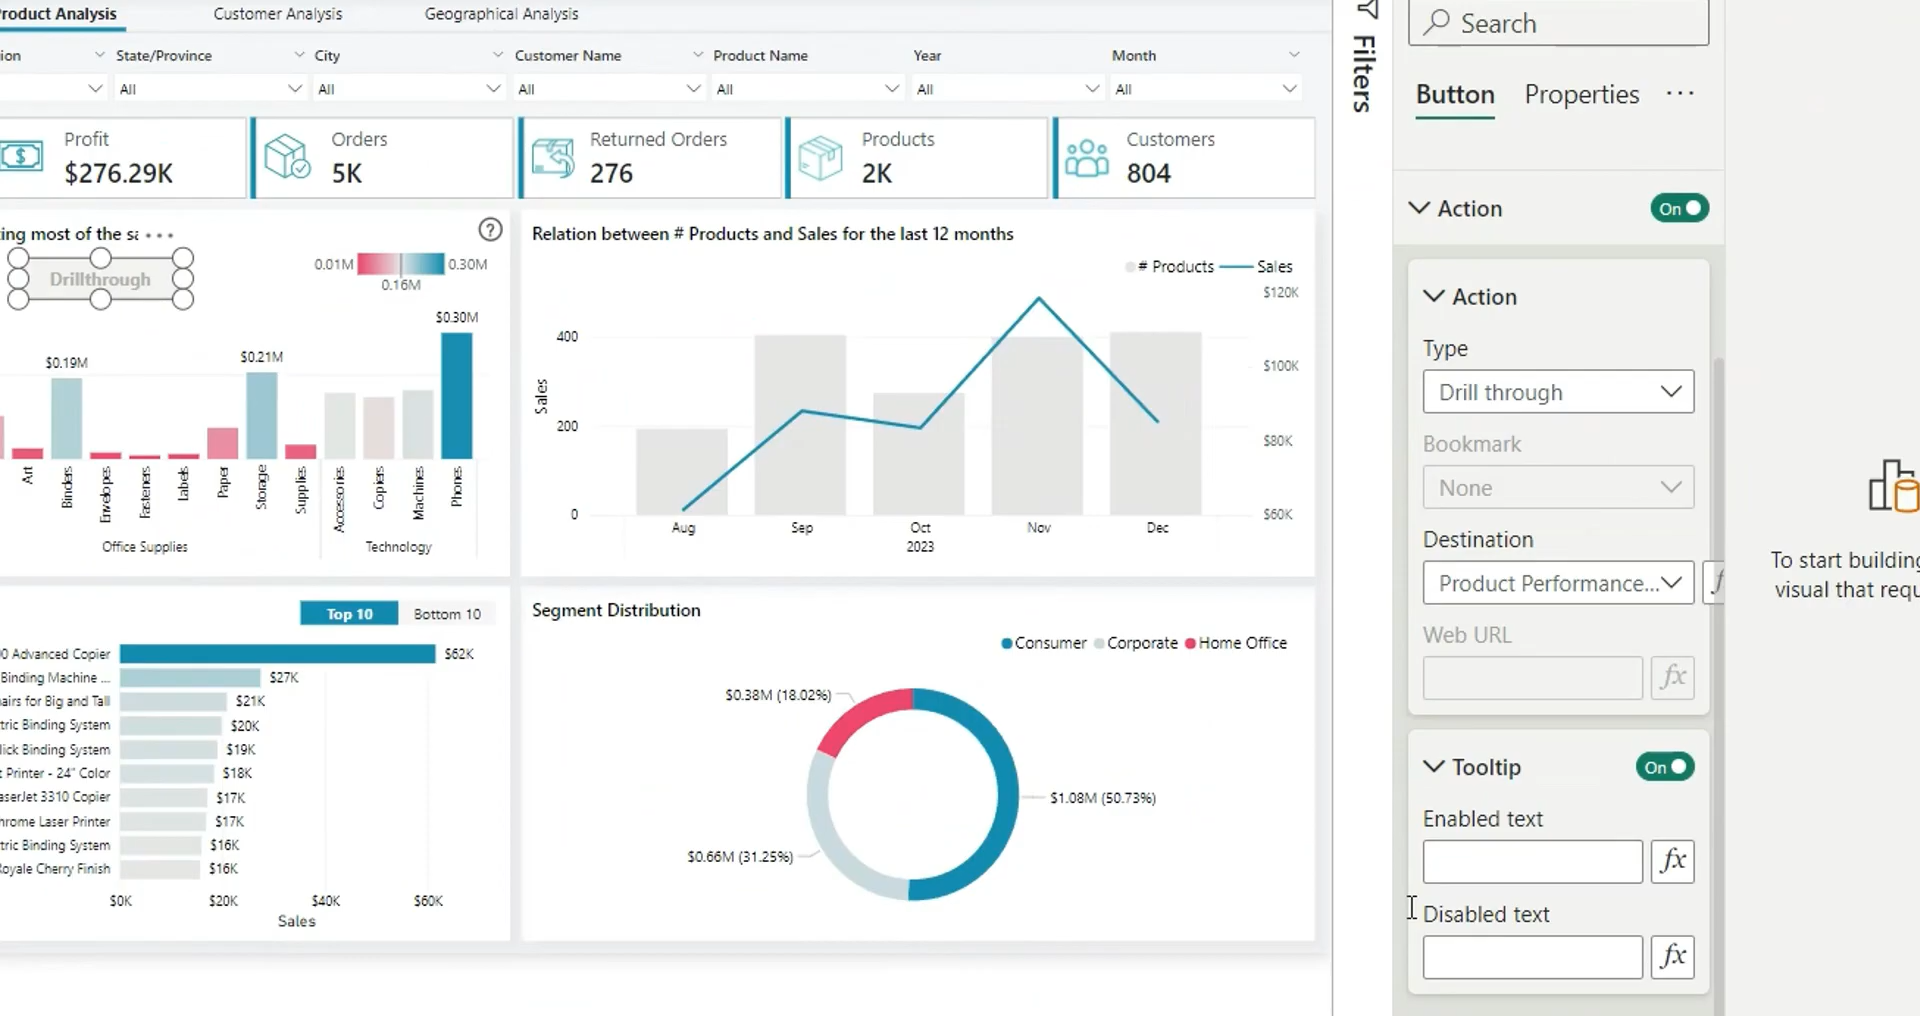 Product Analysis
Customer Analysis
Geographical Analysis
ion
State/Province
City
Customer Name
Product Name
Year
Month
All
All
All
All
All
All
Profit
$276.29K
Orders
5K
Returned Orders
276
Products
2K
Customers
804
ing most of the sa
Drillthrough
0.01M
0.30M
0.16M
$0.19M
$0.21M
$0.30M
Art
Binders
Envelopes
Fasteners
Labels
Paper
Storage
Supplies
Accessories
Copiers
Machines
Phones
Office Supplies
Technology
Relation between # Products and Sales for the last 12 months
# Products
Sales
$120K
$100K
$80K
$60K
400
200
0
Sales
Aug
Sep
Oct
Nov
Dec
2023
Top 10
Bottom 10
0 Advanced Copier
$62K
Binding Machine ...
$27K
airs for Big and Tall
$21K
tric Binding System
$20K
lick Binding System
$19K
t Printer - 24" Color
$18K
aserJet 3310 Copier
$17K
hrome Laser Printer
$17K
tric Binding System
$16K
Royale Cherry Finish
$16K
$0K
$20K
$40K
$60K
Sales
Segment Distribution
Consumer
Corporate
Home Office
$0.38M (18.02%)
$1.08M (50.73%)
$0.66M (31.25%)
Filters
Search
Button
Properties
...
Action
On
Action
Type
Drill through
Bookmark
None
Destination
Product Performance...
Web URL
fx
Tooltip
On
Enabled text
fx
Disabled text
fx
To start building
visual that requ